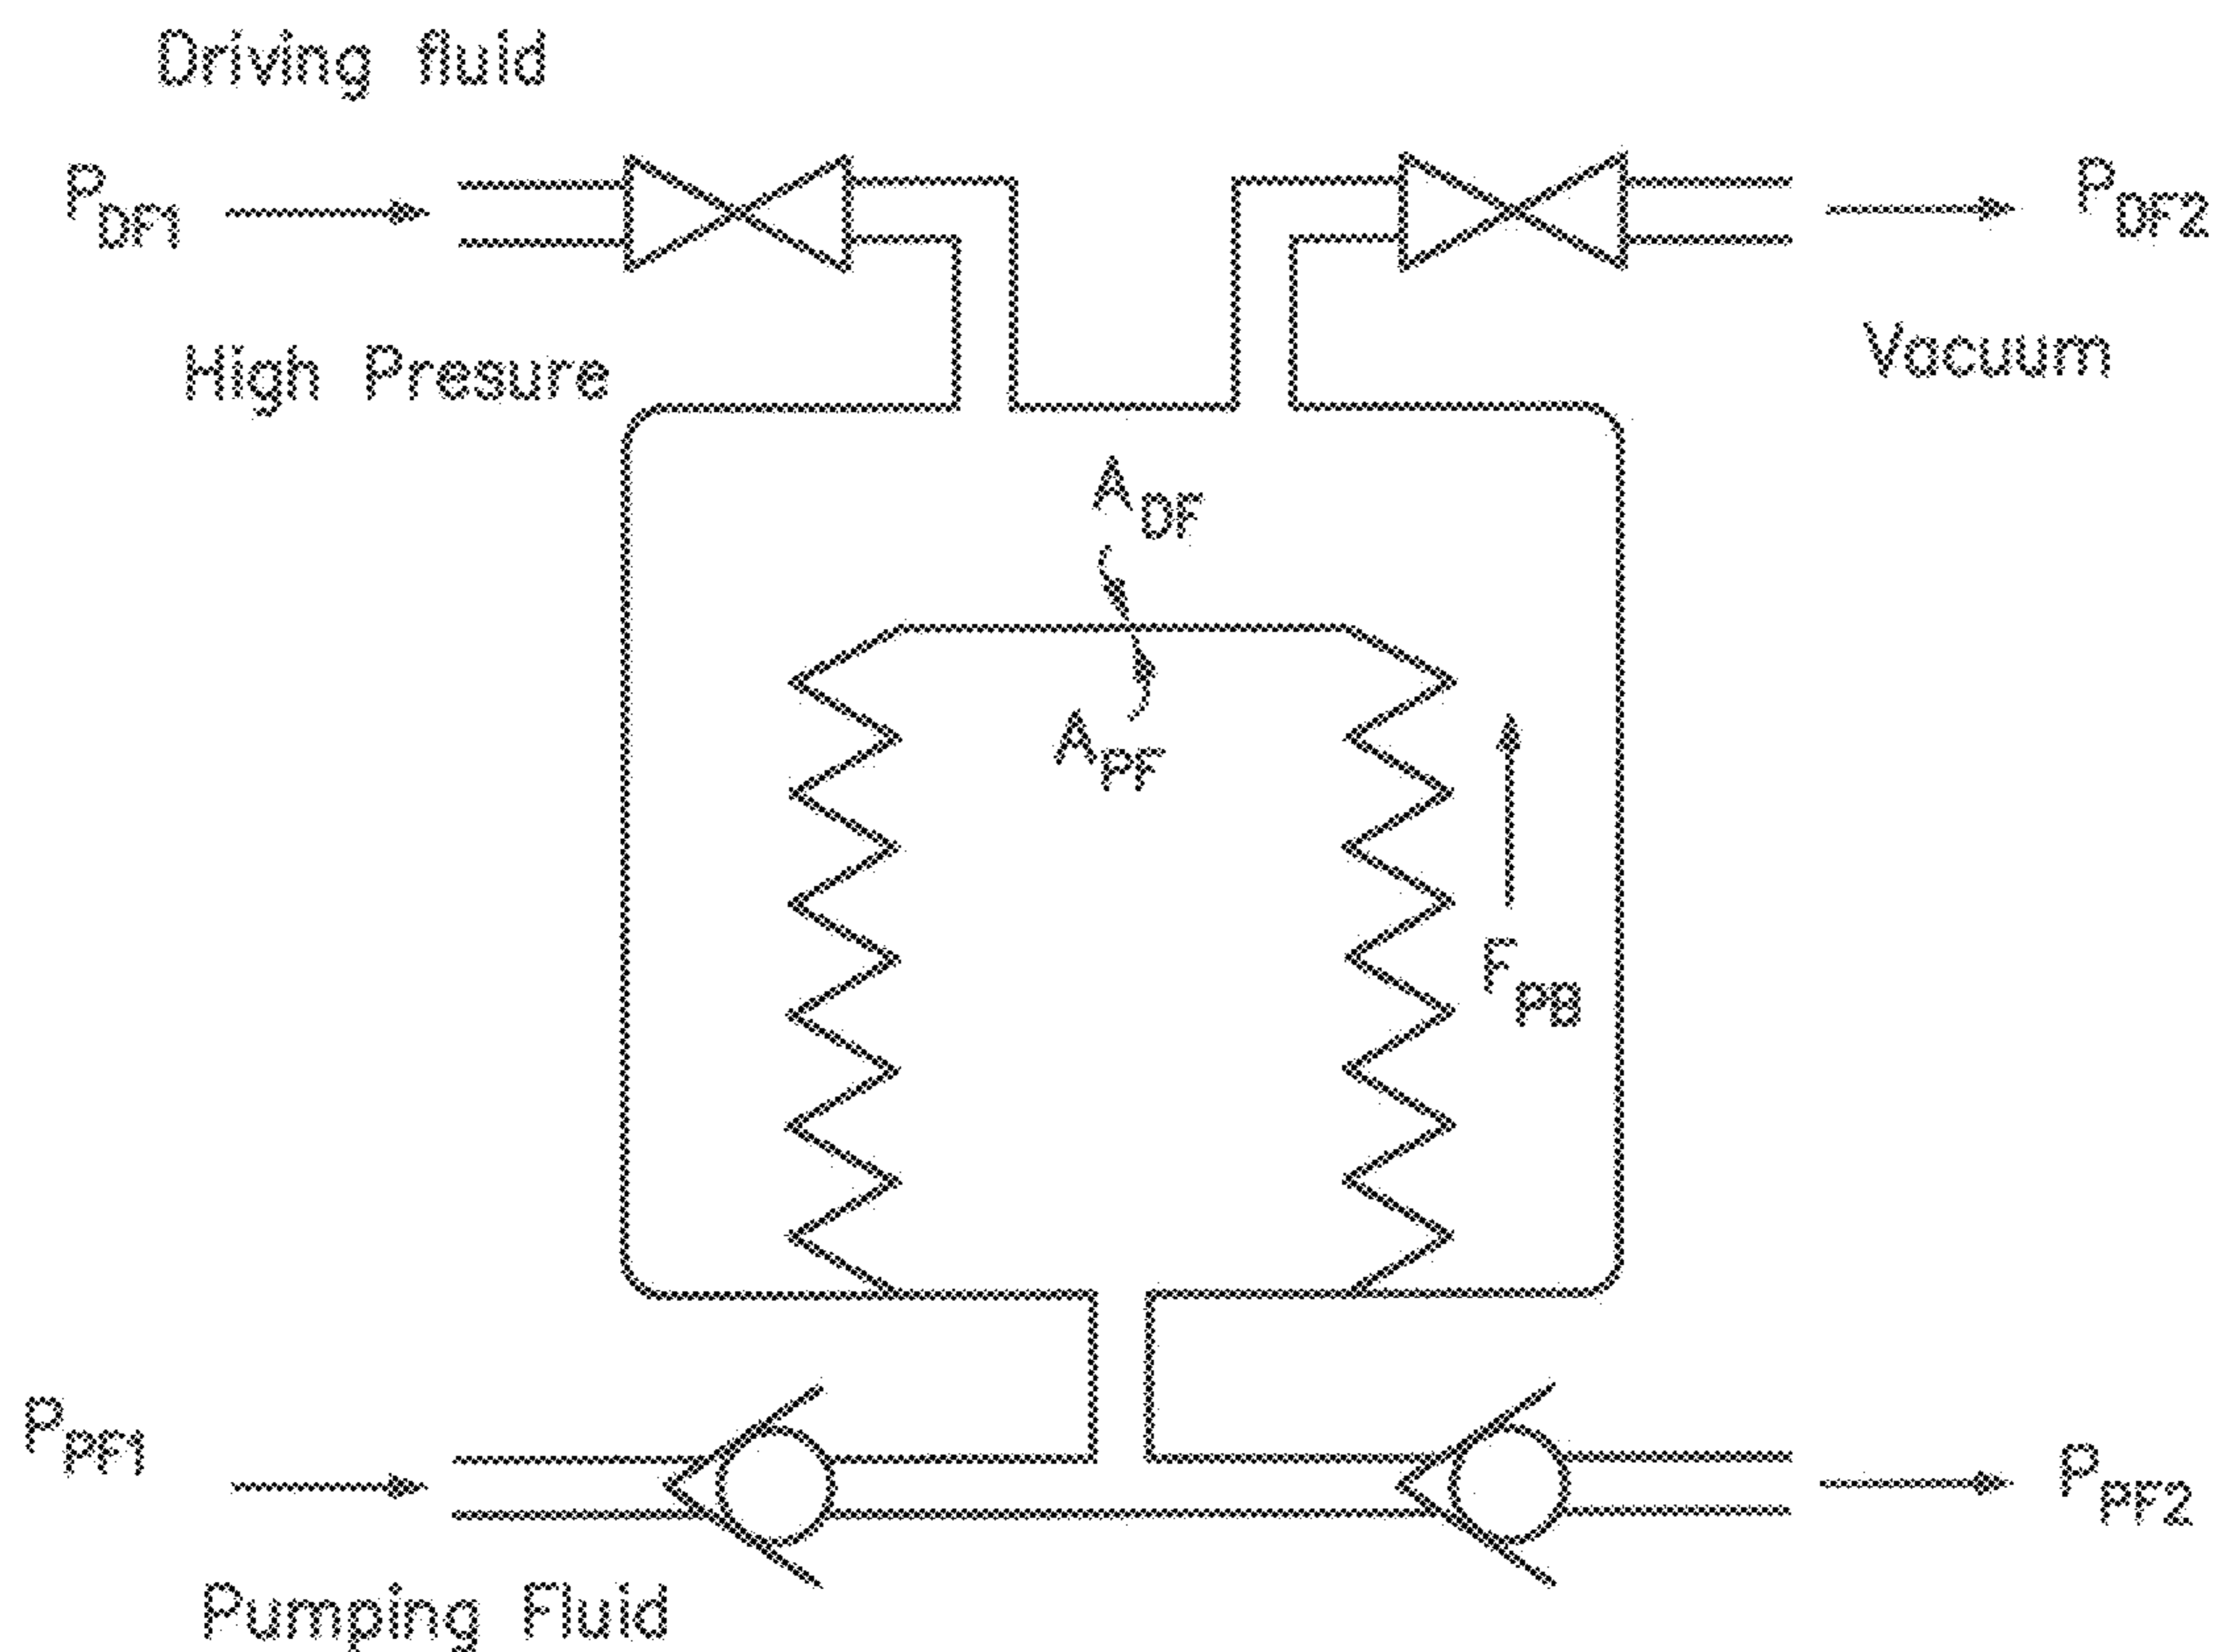 Driving fluid
P_DF1
P_DF2
High Presure
Vacuum
A_DF
A_PF
F_PB
P_PF1
P_PF2
Pumping Fluid